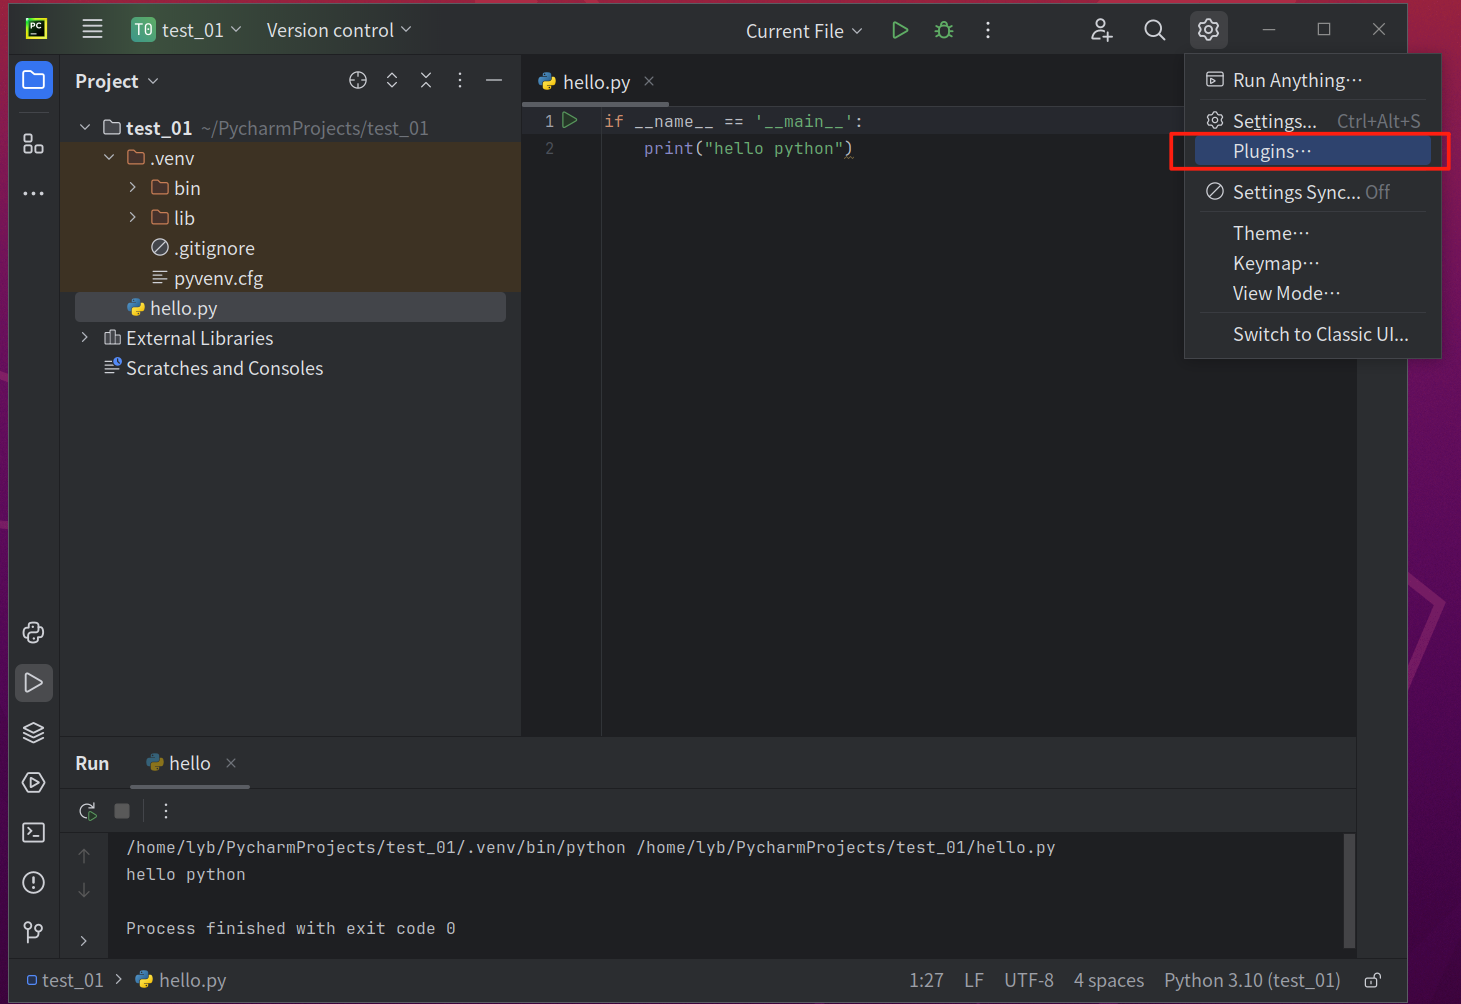 PC
T0 test_01 Version control Current File
Project
test_01 ~/PycharmProjects/test_01
.venv
bin
lib
.gitignore
pyvenv.cfg
hello.py
External Libraries
Scratches and Consoles
hello.py
1 if __name__ == '__main__':
2 print("hello python")
Run Anything...
Settings... Ctrl+Alt+S
Plugins...
Settings Sync... Off
Theme...
Keymap...
View Mode...
Switch to Classic UI...
Run hello
/home/lyb/PycharmProjects/test_01/.venv/bin/python /home/lyb/PycharmProjects/test_01/hello.py
hello python
Process finished with exit code 0
test_01 > hello.py 1:27 LF UTF-8 4 spaces Python 3.10 (test_01)